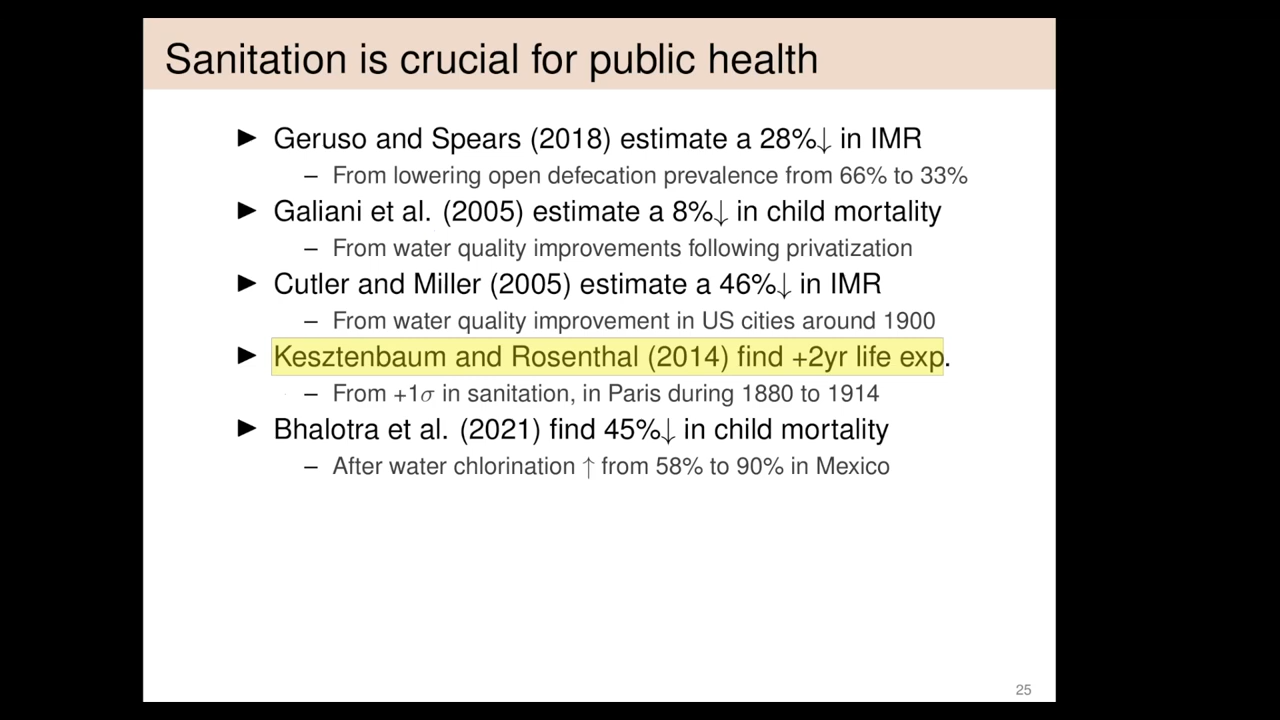 Sanitation is crucial for public health
► Geruso and Spears (2018) estimate a 28%↓ in IMR
– From lowering open defecation prevalence from 66% to 33%
► Galiani et al. (2005) estimate a 8%↓ in child mortality
– From water quality improvements following privatization
► Cutler and Miller (2005) estimate a 46%↓ in IMR
– From water quality improvement in US cities around 1900
► Kesztenbaum and Rosenthal (2014) find +2yr life exp.
– From +1σ in sanitation, in Paris during 1880 to 1914
► Bhalotra et al. (2021) find 45%↓ in child mortality
– After water chlorination ↑ from 58% to 90% in Mexico
25